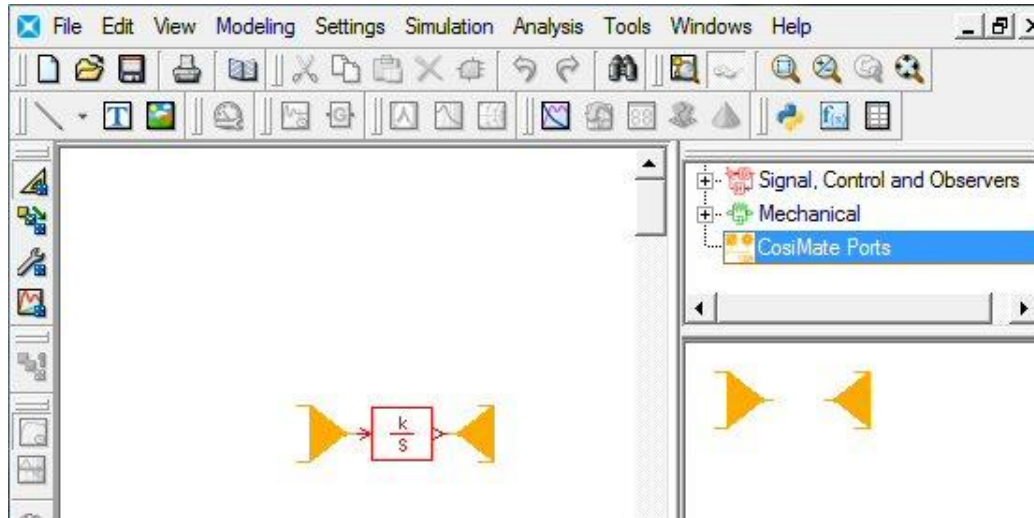 File Edit View Modeling Settings Simulation Analysis Tools Windows Help
T
G
f(x)
Signal, Control and Observers
Mechanical
CosiMate Ports
k
S